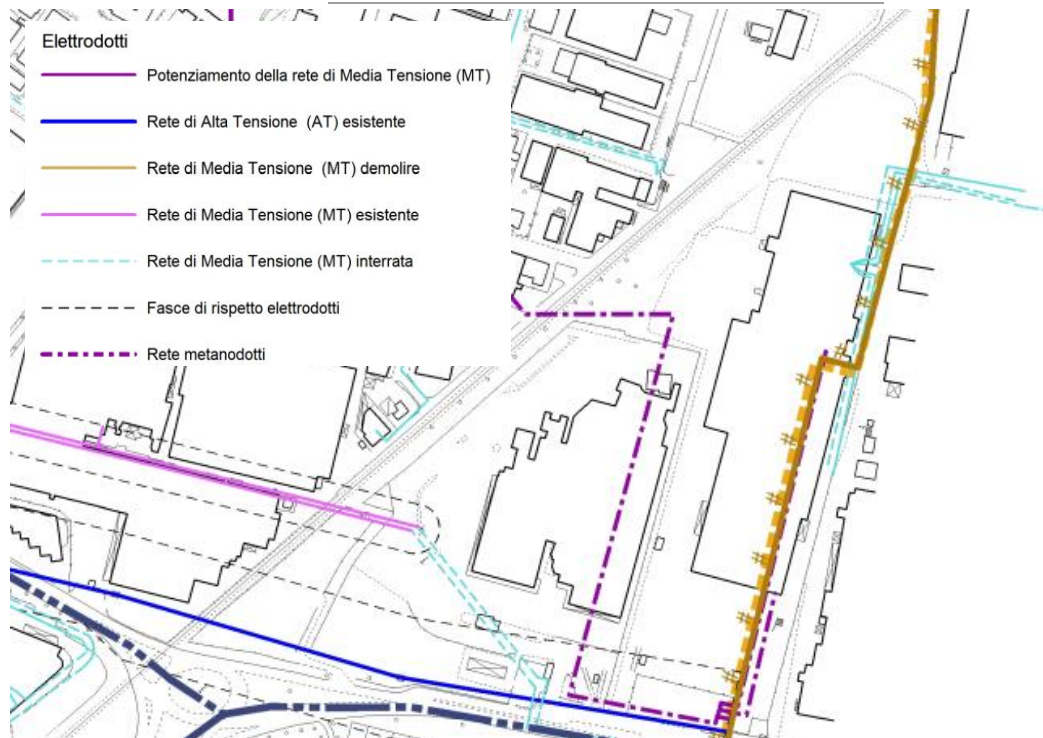 Elettrodotti
Potenziamento della rete di Media Tensione (MT)
Rete di Alta Tensione (AT) esistente
Rete di Media Tensione (MT) demolire
Rete di Media Tensione (MT) esistente
Rete di Media Tensione (MT) interrata
Fasce di rispetto elettrodotti
Rete metanodotti